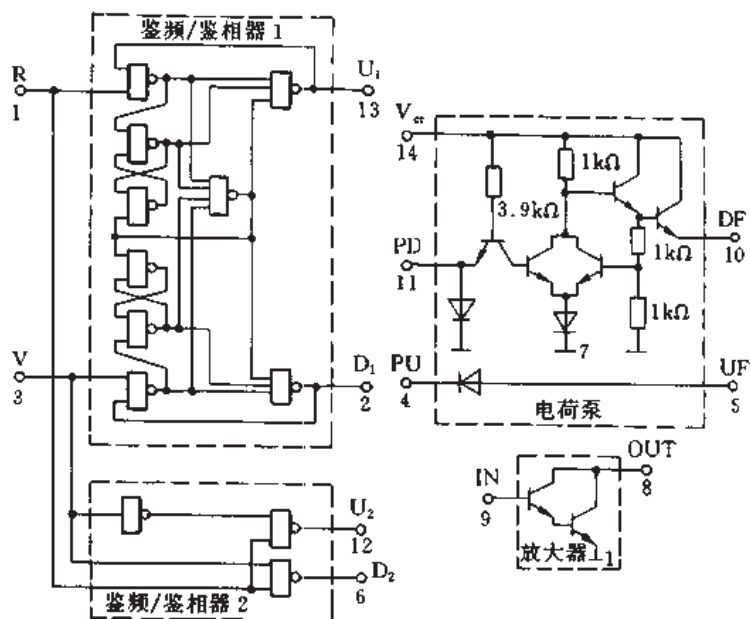 鉴频/鉴相器1
R
1
U₁
13
V
3
D₁
2
Vcc
14
1kΩ
3.9kΩ
PD
11
1kΩ
DF
10
1kΩ
7
PU
4
UF
5
电荷泵
U₂
12
D₂
6
鉴频/鉴相器 2
IN
9
OUT
8
放大器
1